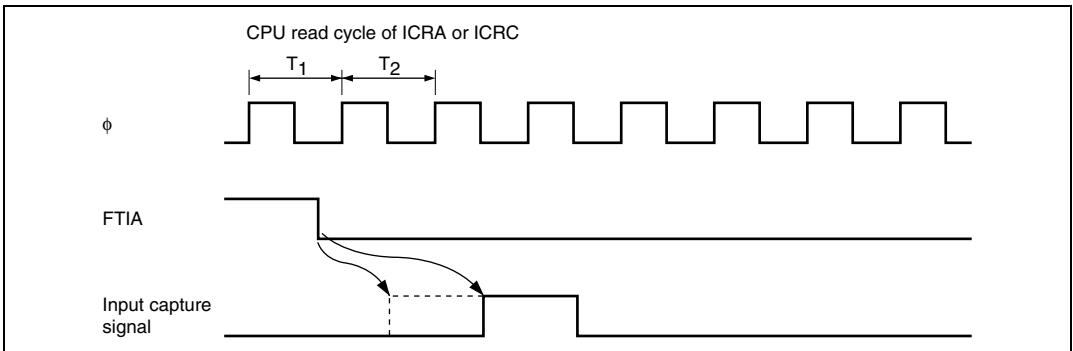 CPU read cycle of ICRA or ICRC
T1 T2
φ
FTIA
Input capture
signal